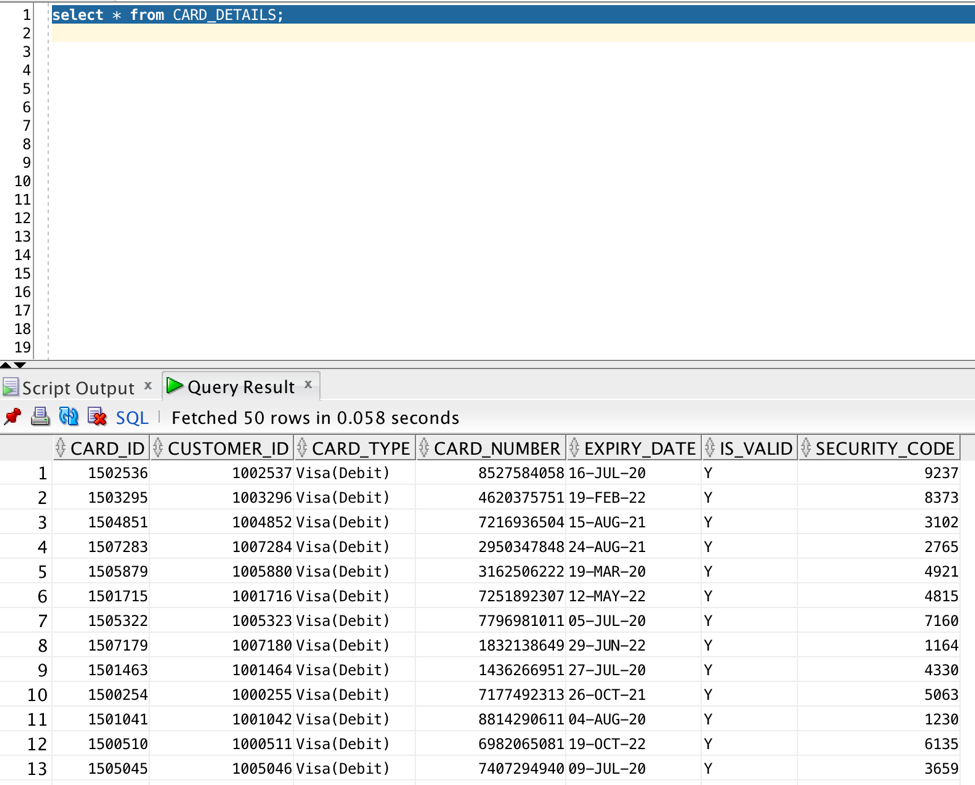 1 select * from CARD_DETAILS;
2
3
4
5
6
7
8
9
10
11
12
13
14
15
16
17
18
19
Script Output x Query Result x
SQL | Fetched 50 rows in 0.058 seconds
CARD_ID CUSTOMER_ID CARD_TYPE CARD_NUMBER EXPIRY_DATE IS_VALID SECURITY_CODE
1 1502536 1002537 Visa(Debit) 8527584058 16-JUL-20 Y 9237
2 1503295 1003296 Visa(Debit) 4620375751 19-FEB-22 Y 8373
3 1504851 1004852 Visa(Debit) 7216936504 15-AUG-21 Y 3102
4 1507283 1007284 Visa(Debit) 2950347848 24-AUG-21 Y 2765
5 1505879 1005880 Visa(Debit) 3162506222 19-MAR-20 Y 4921
6 1501715 1001716 Visa(Debit) 7251892307 12-MAY-22 Y 4815
7 1505322 1005323 Visa(Debit) 7796981011 05-JUL-20 Y 7160
8 1507179 1007180 Visa(Debit) 1832138649 29-JUN-22 Y 1164
9 1501463 1001464 Visa(Debit) 1436266951 27-JUL-20 Y 4330
10 1500254 1000255 Visa(Debit) 7177492313 26-OCT-21 Y 5063
11 1501041 1001042 Visa(Debit) 8814290611 04-AUG-20 Y 1230
12 1500510 1000511 Visa(Debit) 6982065081 19-OCT-22 Y 6135
13 1505045 1005046 Visa(Debit) 7407294940 09-JUL-20 Y 3659